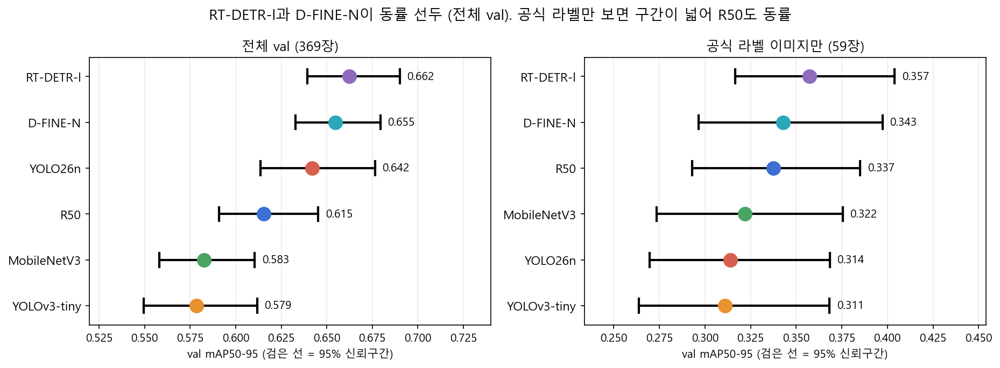 RT-DETR-l과 D-FINE-N이 동률 선두 (전체 val). 공식 라벨만 보면 구간이 넓어 R50도 동률
전체 val (369장)
RT-DETR-l
0.662
D-FINE-N
0.655
YOLO26n
0.642
R50
0.615
MobileNetV3
0.583
YOLOv3-tiny
0.579
0.525 0.550 0.575 0.600 0.625 0.650 0.675 0.700 0.725
val mAP50-95 (검은 선 = 95% 신뢰구간)
공식 라벨 이미지만 (59장)
RT-DETR-l
0.357
D-FINE-N
0.343
R50
0.337
MobileNetV3
0.322
YOLO26n
0.314
YOLOv3-tiny
0.311
0.250 0.275 0.300 0.325 0.350 0.375 0.400 0.425 0.450
val mAP50-95 (검은 선 = 95% 신뢰구간)